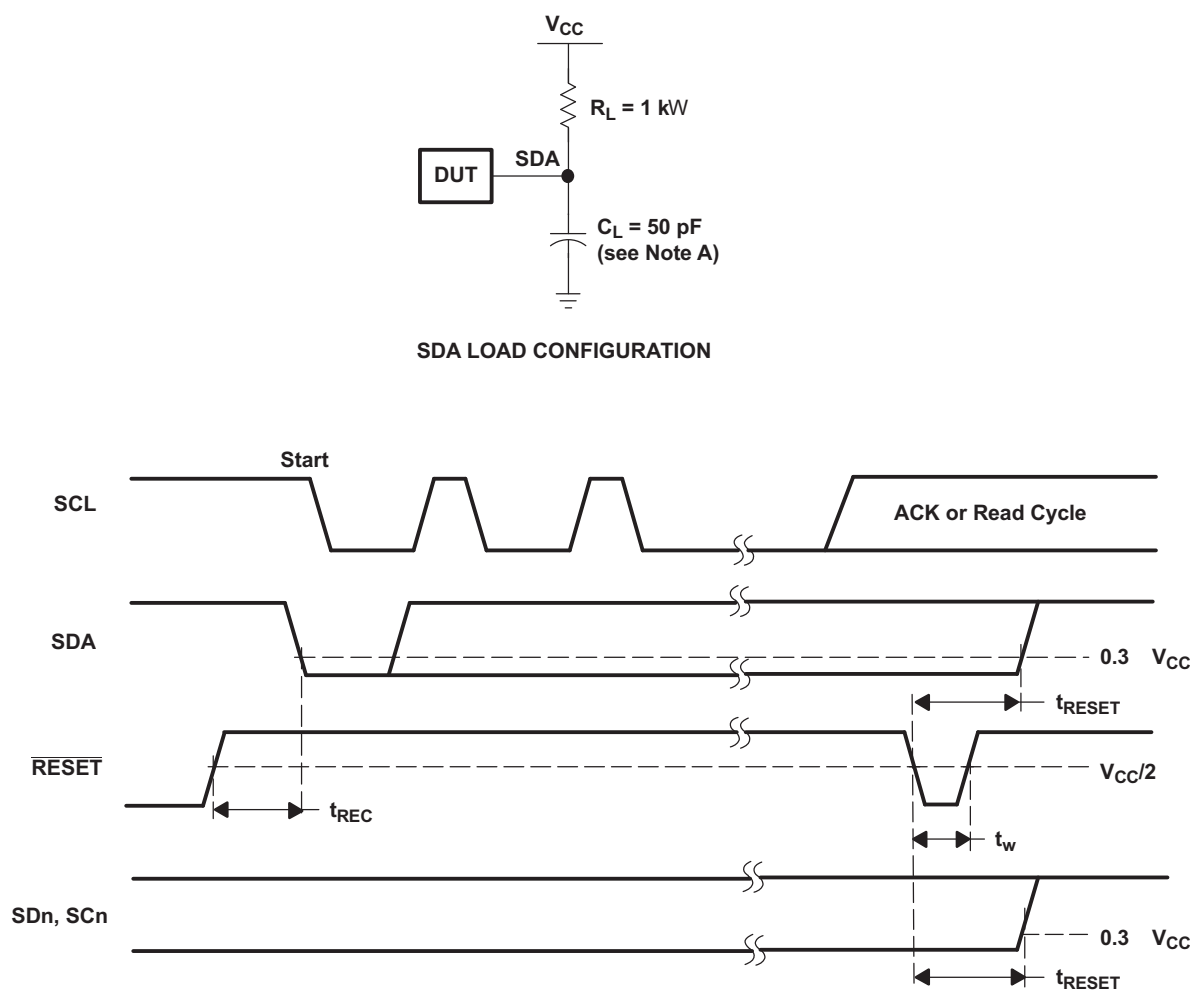 VCC
RL = 1 kW
DUT
SDA
CL = 50 pF
(see Note A)
SDA LOAD CONFIGURATION
Start
SCL
ACK or Read Cycle
SDA
0.3 VCC
tRESET
RESET
VCC/2
tREC
tw
SDn, SCn
0.3 VCC
tRESET